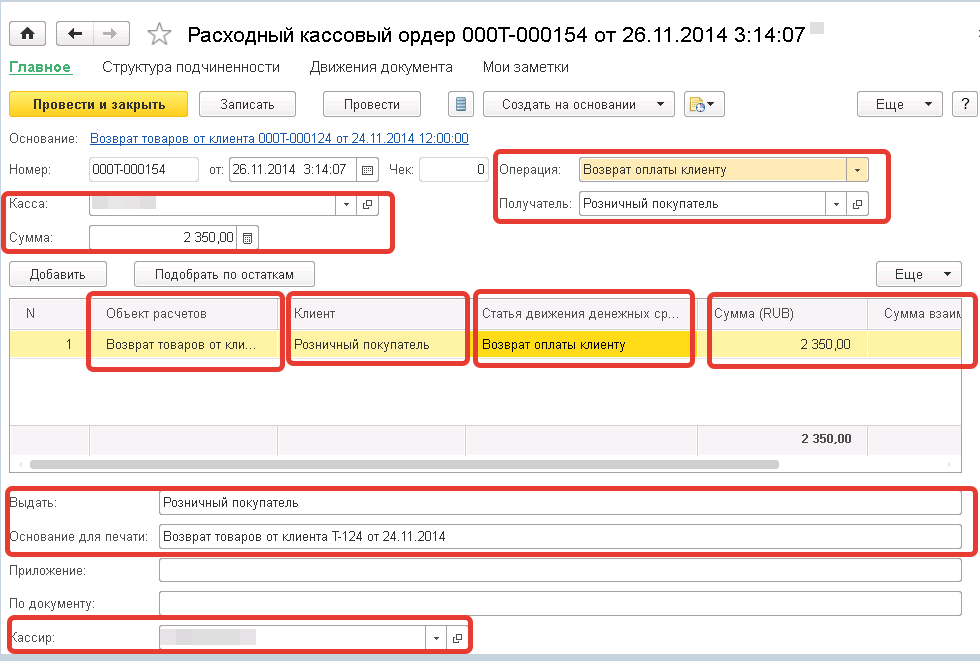 Расходный кассовый ордер 000Т-000154 от 26.11.2014 3:14:07
Главное Структура подчиненности Движения документа Мои заметки
Провести и закрыть Записать Провести Создать на основании Еще ?
Основание: Возврат товаров от клиента 000Т-000124 от 24.11.2014 12:00:00
Номер: 000Т-000154 от: 26.11.2014 3:14:07 Чек: 0 Операция: Возврат оплаты клиенту
Касса: Получатель: Розничный покупатель
Сумма: 2 350,00
Добавить Подобрать по остаткам Еще
N Объект расчетов Клиент Статья движения денежных ср... Сумма (RUB) Сумма взаим
1 Возврат товаров от кли... Розничный покупатель Возврат оплаты клиенту 2 350,00
2 350,00
Выдать: Розничный покупатель
Основание для печати: Возврат товаров от клиента Т-124 от 24.11.2014
Приложение:
По документу:
Кассир: